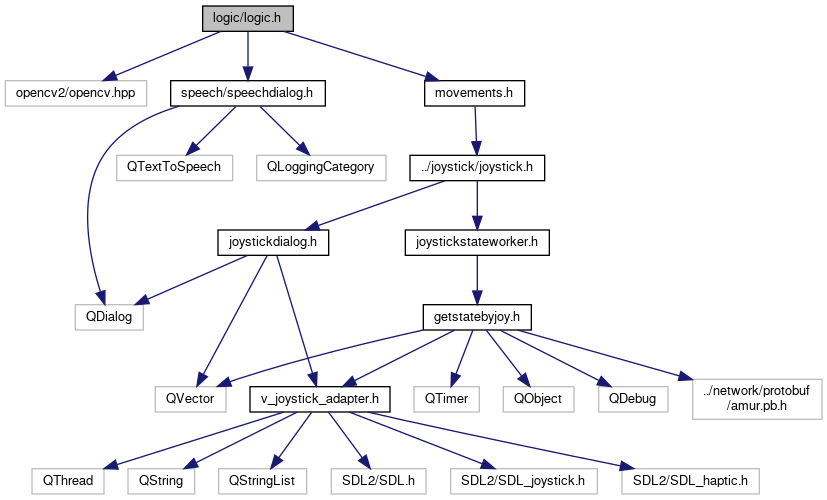 logic/logic.h
opencv2/opencv.hpp
speech/speechdialog.h
movements.h
QTextToSpeech
QLoggingCategory
../joystick/joystick.h
joystickdialog.h
joystickstateworker.h
QDialog
getstatebyjoy.h
QVector
v_joystick_adapter.h
QTimer
QObject
QDebug
../network/protobuf
/amur.pb.h
QThread
QString
QStringList
SDL2/SDL.h
SDL2/SDL_joystick.h
SDL2/SDL_haptic.h